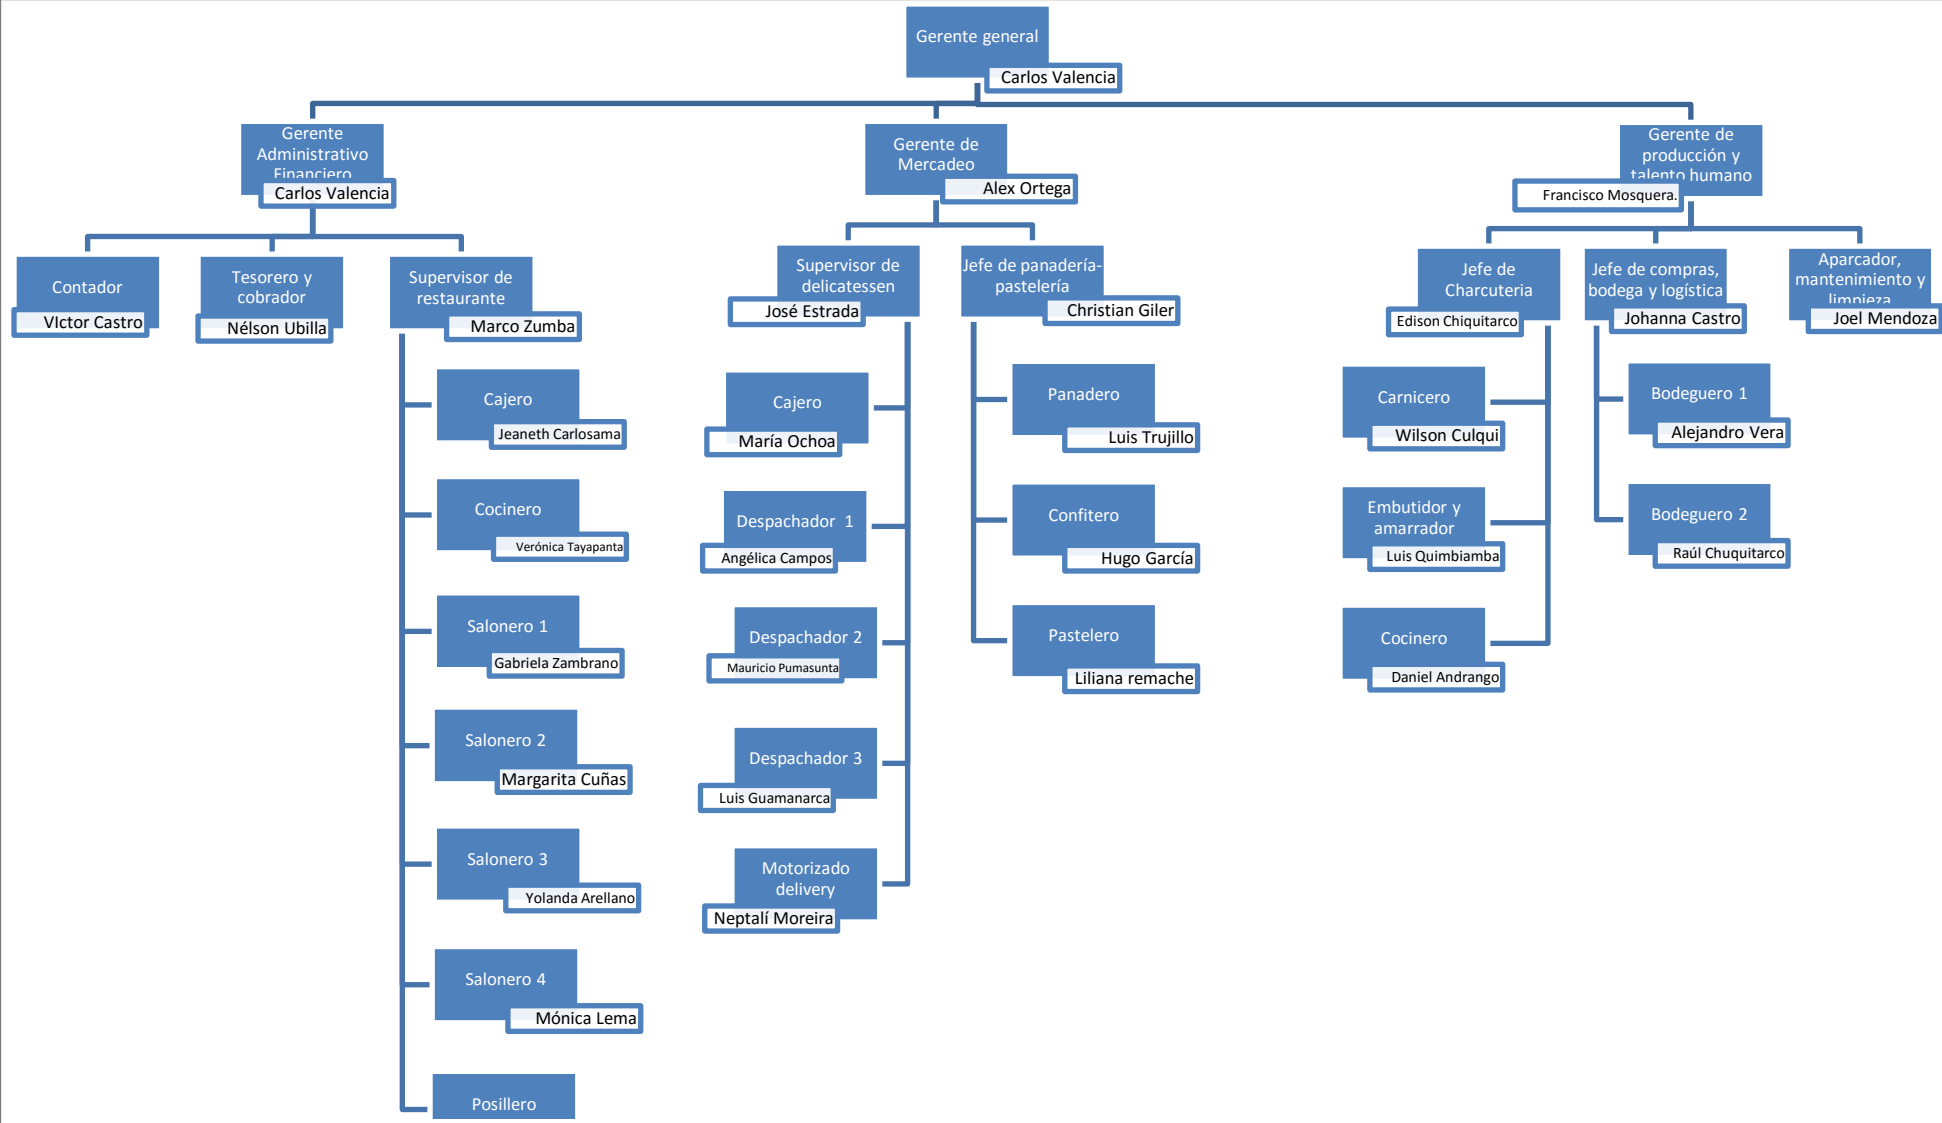 Gerente general
Carlos Valencia
Gerente
Administrativo
Financiero
Carlos Valencia
Gerente de
Mercadeo
Alex Ortega
Gerente de
producción y
talento humano
Francisco Mosquera.
Contador
VIctor Castro
Tesorero y
cobrador
Nélson Ubilla
Supervisor de
restaurante
Marco Zumba
Cajero
Jeaneth Carlosama
Cocinero
Verónica Tayapanta
Salonero 1
Gabriela Zambrano
Salonero 2
Margarita Cuñas
Salonero 3
Yolanda Arellano
Salonero 4
Mónica Lema
Posillero
Supervisor de
delicatessen
José Estrada
Cajero
María Ochoa
Despachador 1
Angélica Campos
Despachador 2
Mauricio Pumasunta
Despachador 3
Luis Guamanarca
Motorizado
delivery
Neptalí Moreira
Jefe de panadería-
pastelería
Christian Giler
Panadero
Luis Trujillo
Confitero
Hugo García
Pastelero
Liliana remache
Jefe de
Charcuteria
Edison Chiquitarco
Carnicero
Wilson Culqui
Embutidor y
amarrador
Luis Quimbiamba
Cocinero
Daniel Andrango
Jefe de compras,
bodega y logística
Johanna Castro
Bodeguero 1
Alejandro Vera
Bodeguero 2
Raúl Chuquitarco
Aparcador,
mantenimiento y
limpieza
Joel Mendoza